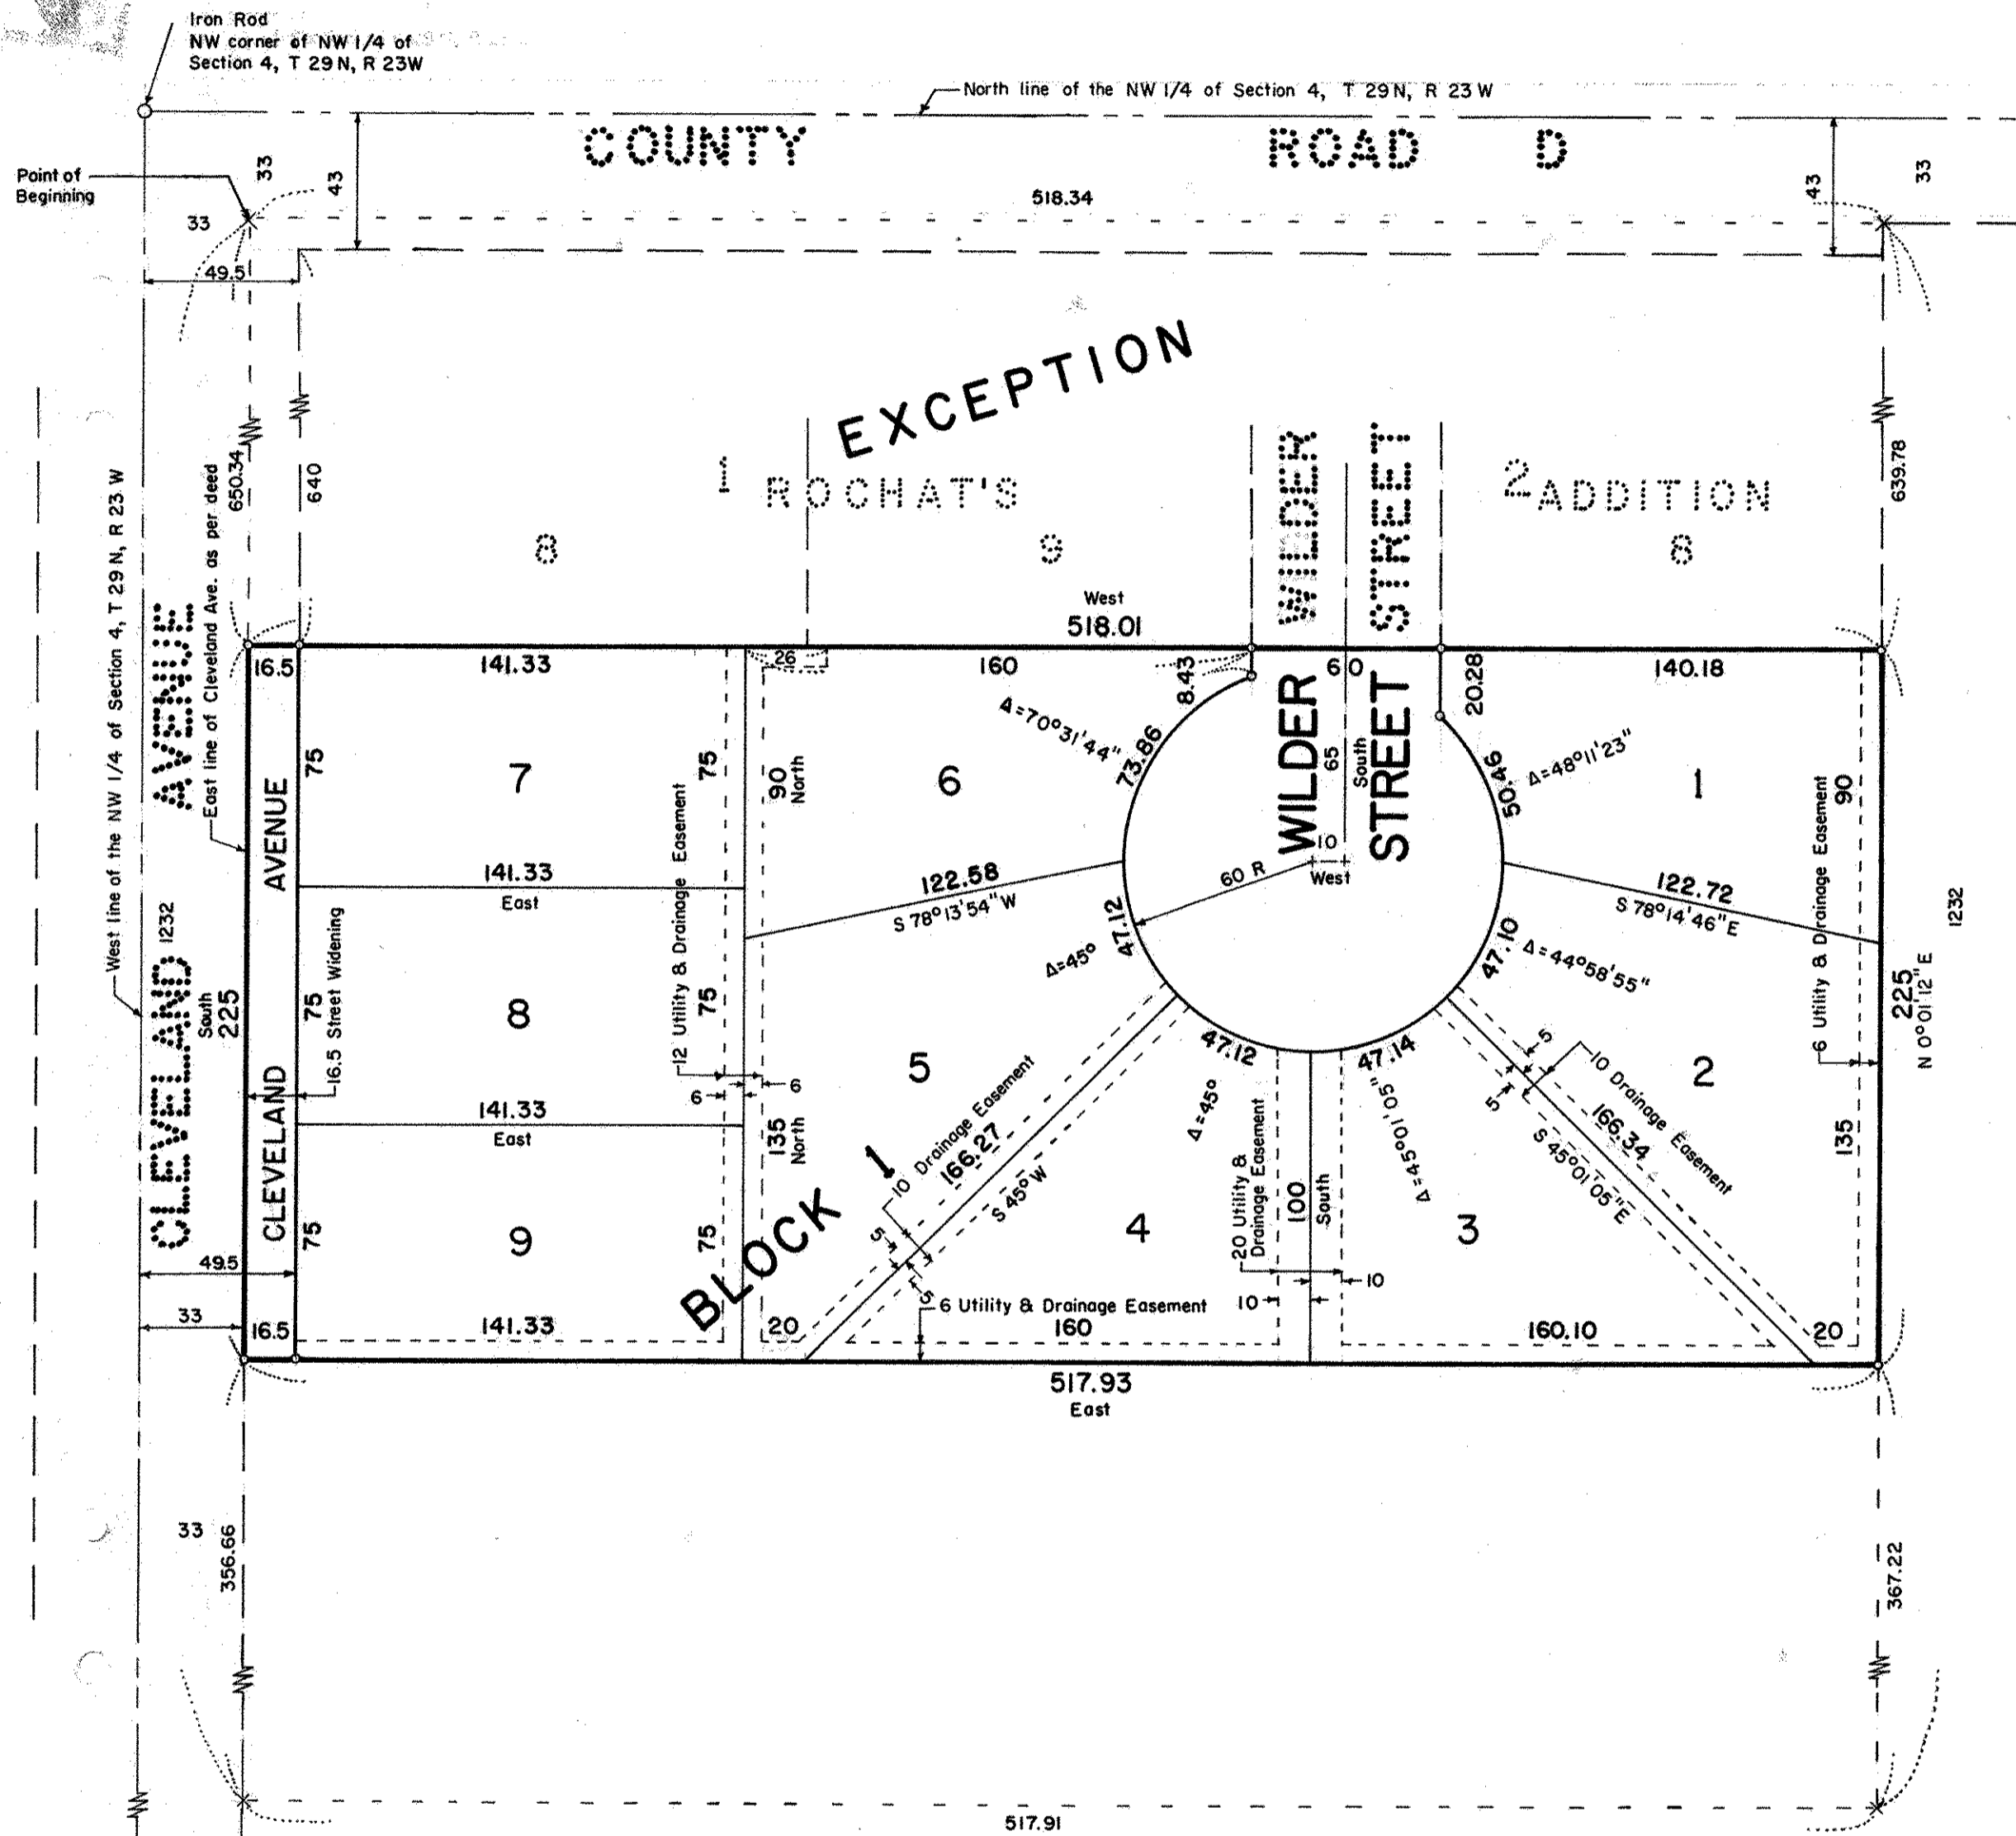 Iron Rod
NW corner of NW 1/4 of
Section 4, T 29 N, R 23W
North line of the NW 1/4 of Section 4, T 29 N, R 23 W
COUNTY ROAD D
Point of
Beginning
33
33
43
518.34
43
33
49.5
EXCEPTION
650.34
640
639.78
1
ROCHAT'S
2
ADDITION
8
9
8
WILDER
STREET
West line of the NW 1/4 of Section 4, T 29 N, R 23 W
East line of Cleveland Ave. as per deed
West
518.01
16.5
141.33
26
160
8.43
60
20.28
140.18
CLEVELAND AVENUE
1232
South
225
CLEVELAND AVENUE
16.5 Street Widening
75
7
75
90
North
6
Δ=70°31'44"
73.86
WILDER
STREET
65
South
10
West
60 R
50.46
Δ=48°11'23"
1
90
6 Utility & Drainage Easement
12 Utility & Drainage Easement
141.33
East
122.58
S 78°13'54" W
122.72
S 78°14'46"E
75
8
75
47.12
Δ=45°
47.10
Δ=44°58'55"
1232
225
N 0°01'12" E
5
47.12
Δ=45°
47.14
Δ=45°01'05"
2
6
6
141.33
East
135
North
10 Drainage Easement
166.27
S 45° W
5
5
5
5
10 Drainage Easement
166.34
S 45°01'05"E
135
75
9
75
BLOCK 1
4
20 Utility &
Drainage Easement
100
South
3
10
10
49.5
33
16.5
141.33
20
6 Utility & Drainage Easement
160
160.10
20
517.93
East
33
356.66
367.22
517.91